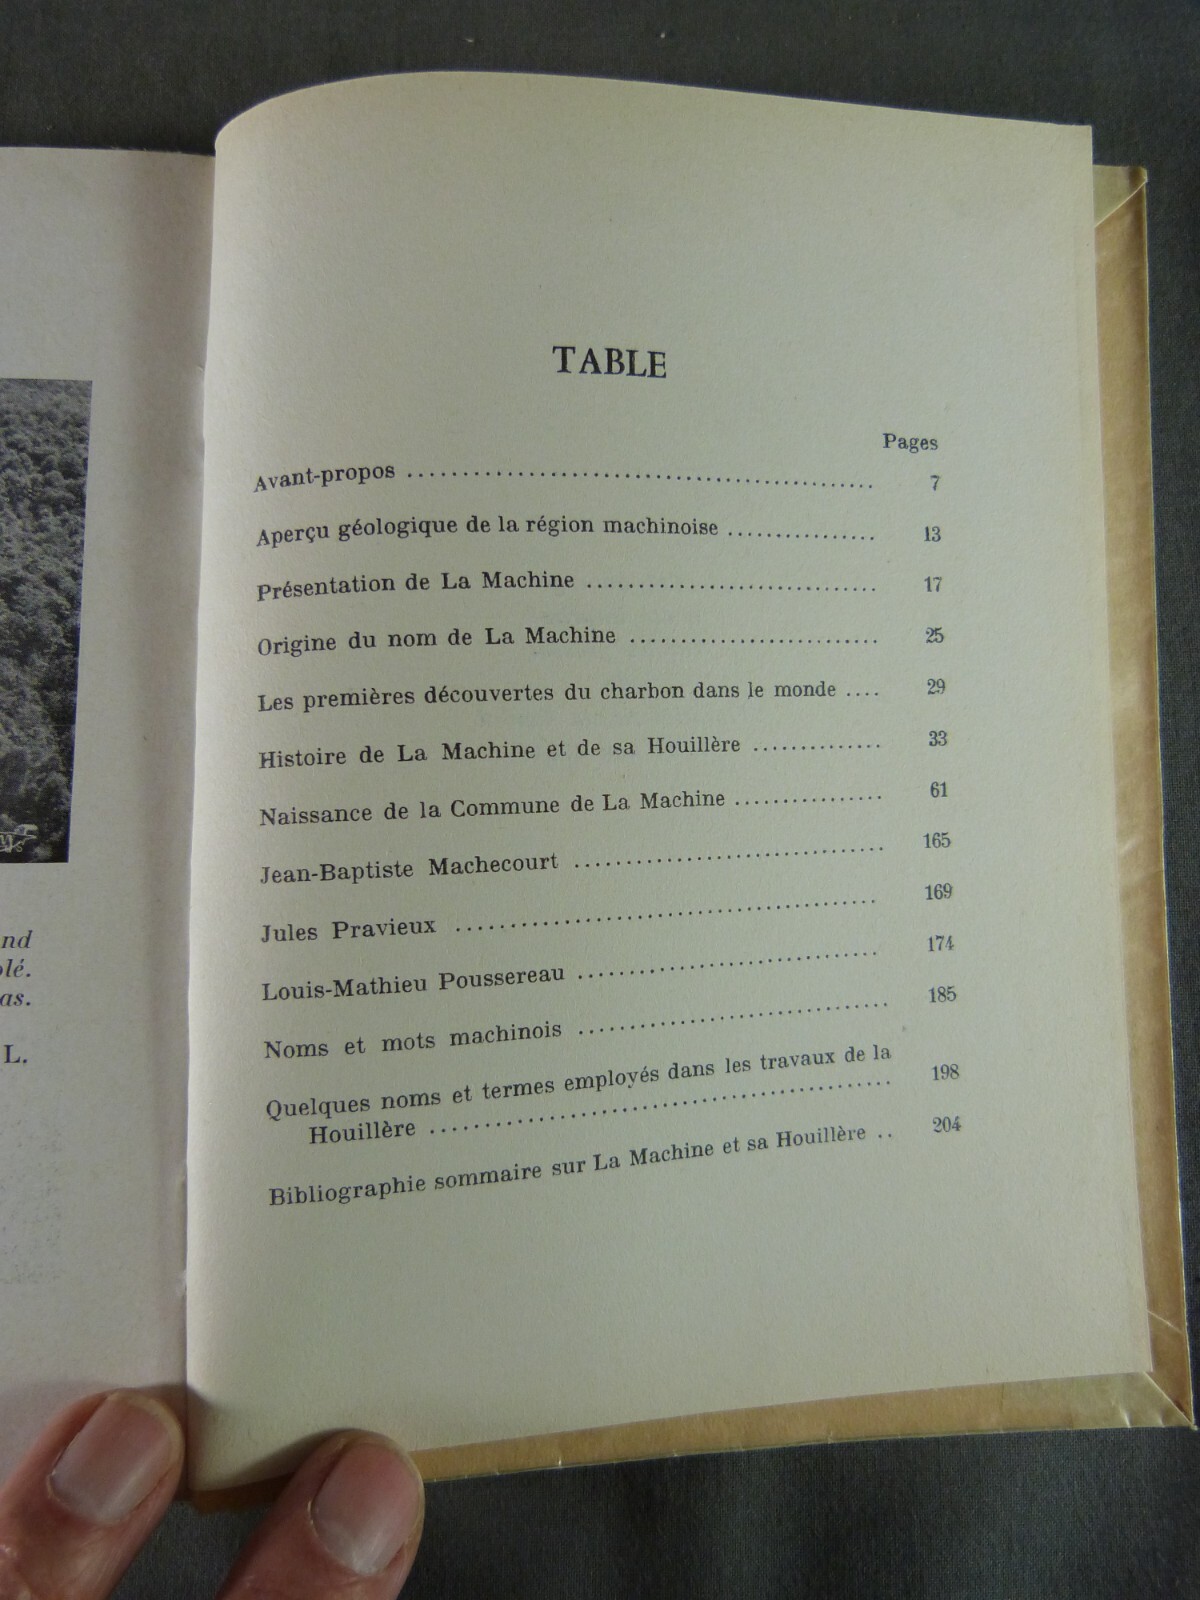 nd
lé.
as.
L.
TABLE
Pages
Avant-propos ........................................ 7
Aperçu géologique de la région machinoise ................ 13
Présentation de La Machine ............................ 17
Origine du nom de La Machine ........................ 25
Les premières découvertes du charbon dans le monde .... 29
Histoire de La Machine et de sa Houillère .............. 33
Naissance de la Commune de La Machine ................ 61
Jean-Baptiste Machecourt .............................. 165
Jules Pravieux ........................................ 169
Louis-Mathieu Poussereau ............................ 174
Noms et mots machinois .............................. 185
Quelques noms et termes employés dans les travaux de la
Houillère ............................................ 198
Bibliographie sommaire sur La Machine et sa Houillère .. 204